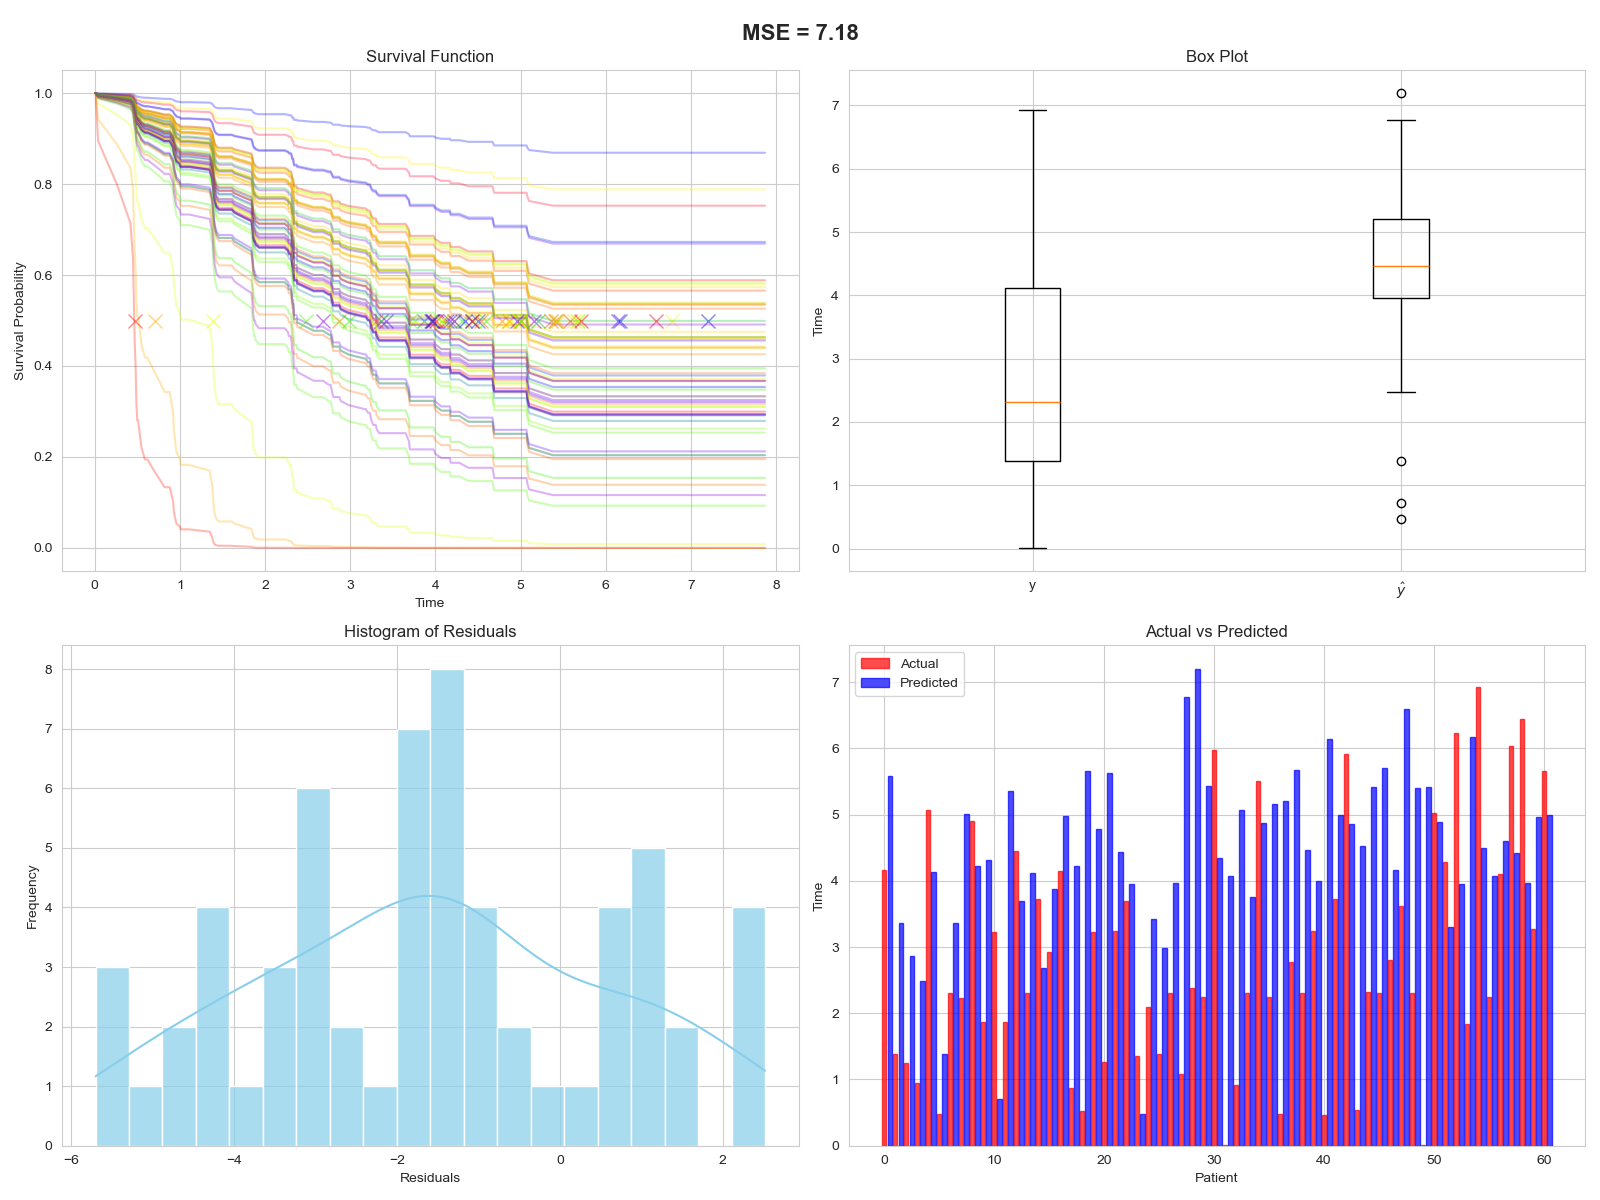 MSE = 7.18
Survival Function
Survival Probability
1.0
0.8
0.6
0.4
0.2
0.0
0 1 2 3 4 5 6 7 8
Time
Box Plot
Time
7
6
5
4
3
2
1
0
y ŷ
Histogram of Residuals
Frequency
8
7
6
5
4
3
2
1
0
−6 −4 −2 0 2
Residuals
Actual vs Predicted
Actual
Predicted
Time
7
6
5
4
3
2
1
0
0 10 20 30 40 50 60
Patient